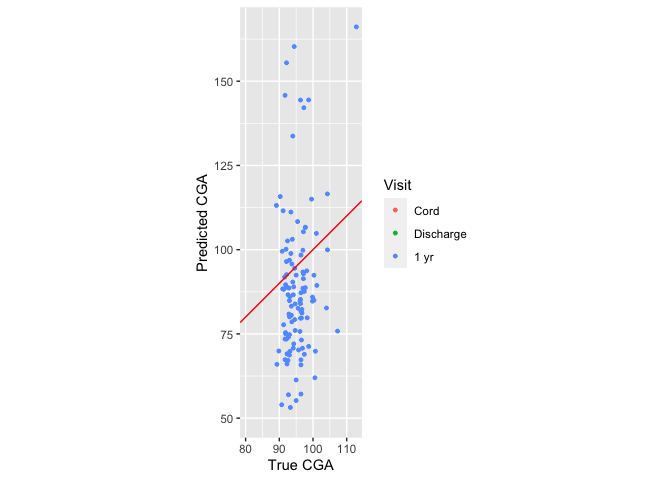 150
125
100
75
50
Predicted CGA
80 90 100 110
True CGA
Visit
Cord
Discharge
1 yr